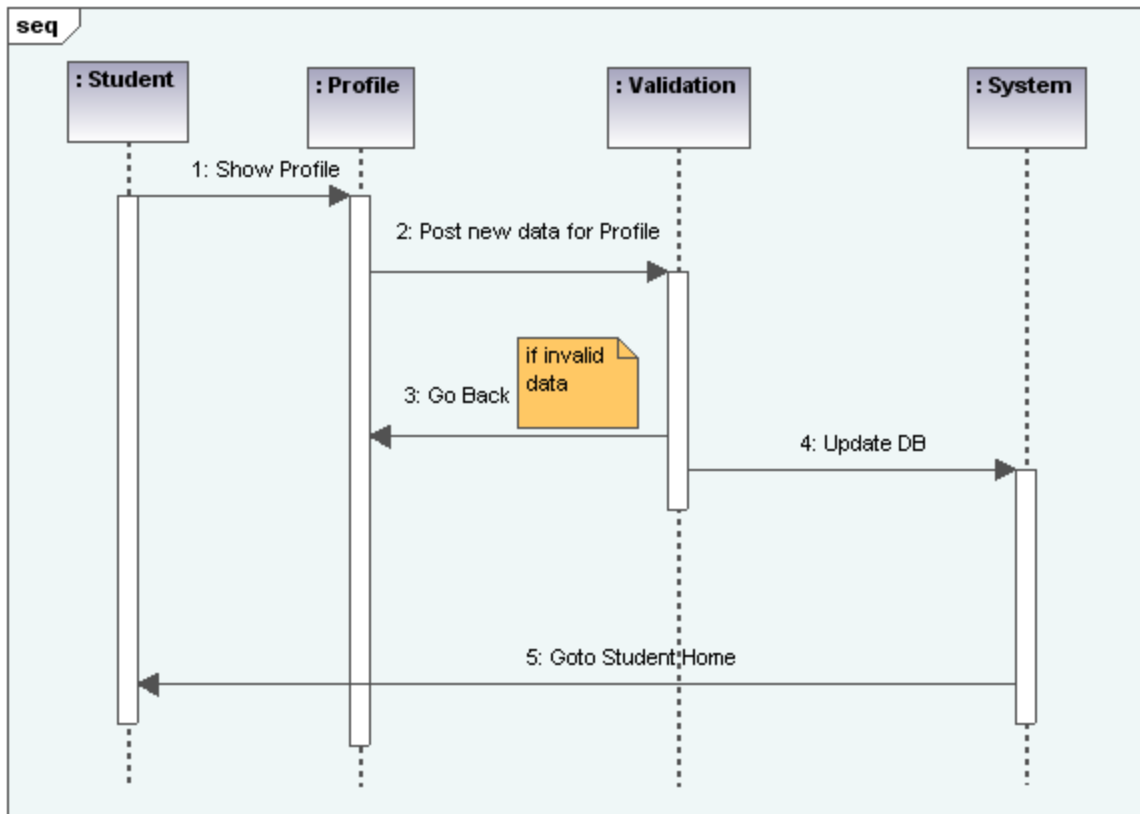 seq
: Student
: Profile
: Validation
: System
1: Show Profile
2: Post new data for Profile
if invalid
data
3: Go Back
4: Update DB
5: Goto Student Home